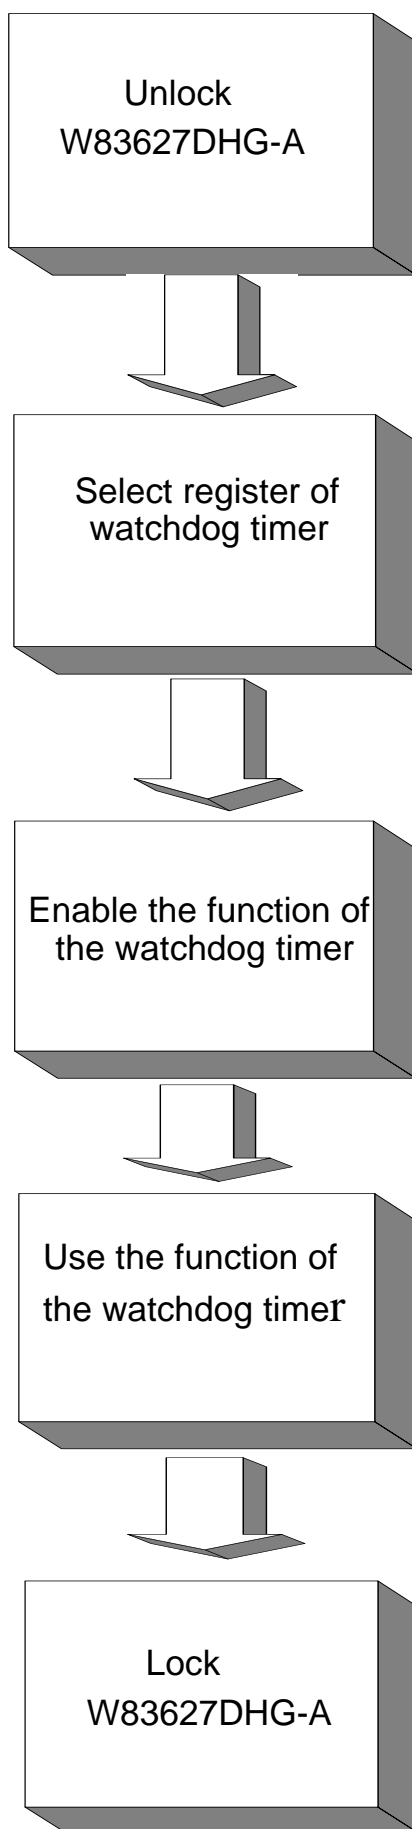 Unlock
W83627DHG-A
Select register of
watchdog timer
Enable the function of
the watchdog timer
Use the function of
the watchdog timer
Lock
W83627DHG-A